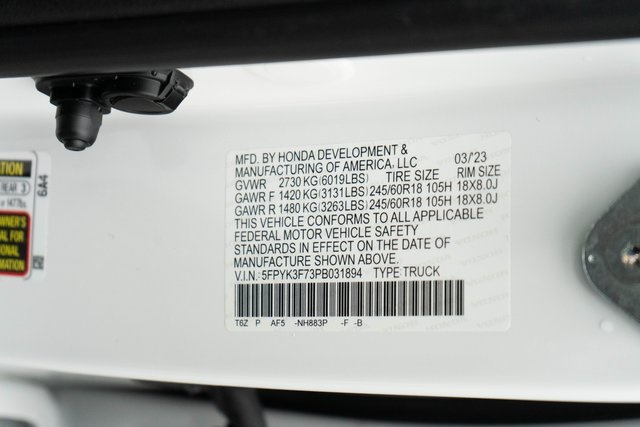 MFD. BY HONDA DEVELOPMENT &
MANUFACTURING OF AMERICA, LLC 03/23
GVWR 2730 KG(6019LBS) TIRE SIZE RIM SIZE
GAWR F 1420 KG(3131LBS) 245/60R18 105H 18X8.0J
GAWR R 1480 KG(3263LBS) 245/60R18 105H 18X8.0J
THIS VEHICLE CONFORMS TO ALL APPLICABLE
FEDERAL MOTOR VEHICLE SAFETY
STANDARDS IN EFFECT ON THE DATE OF
MANUFACTURE SHOWN ABOVE.
V.I.N.: 5FPYK3F73PB031894 TYPE TRUCK
T6Z P AF5 -NH883P -F -B
REAR 3
6A4